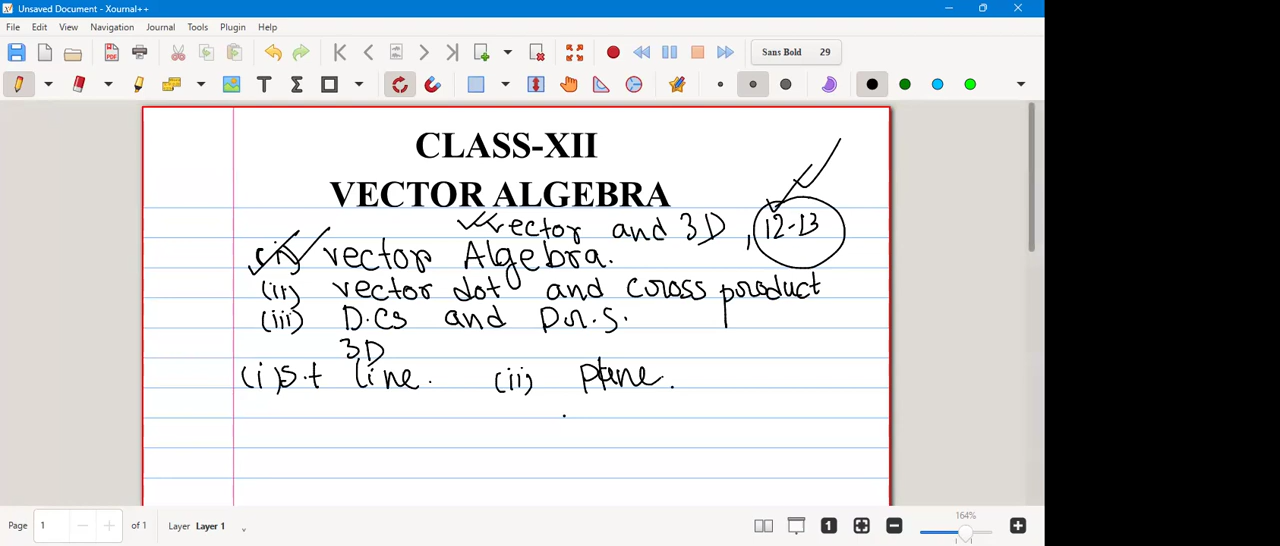 Unsaved Document - Xournal++
File Edit View Navigation Journal Tools Plugin Help
Sans Bold 29
CLASS-XII
VECTOR ALGEBRA
vector and 3D, 12-13
(i) vector Algebra.
(ii) vector dot and cross product
(iii) D.Cs and D.r.s.
3D
(i) s.t line. (ii) plane.
Page 1 of 1 Layer Layer 1 164%